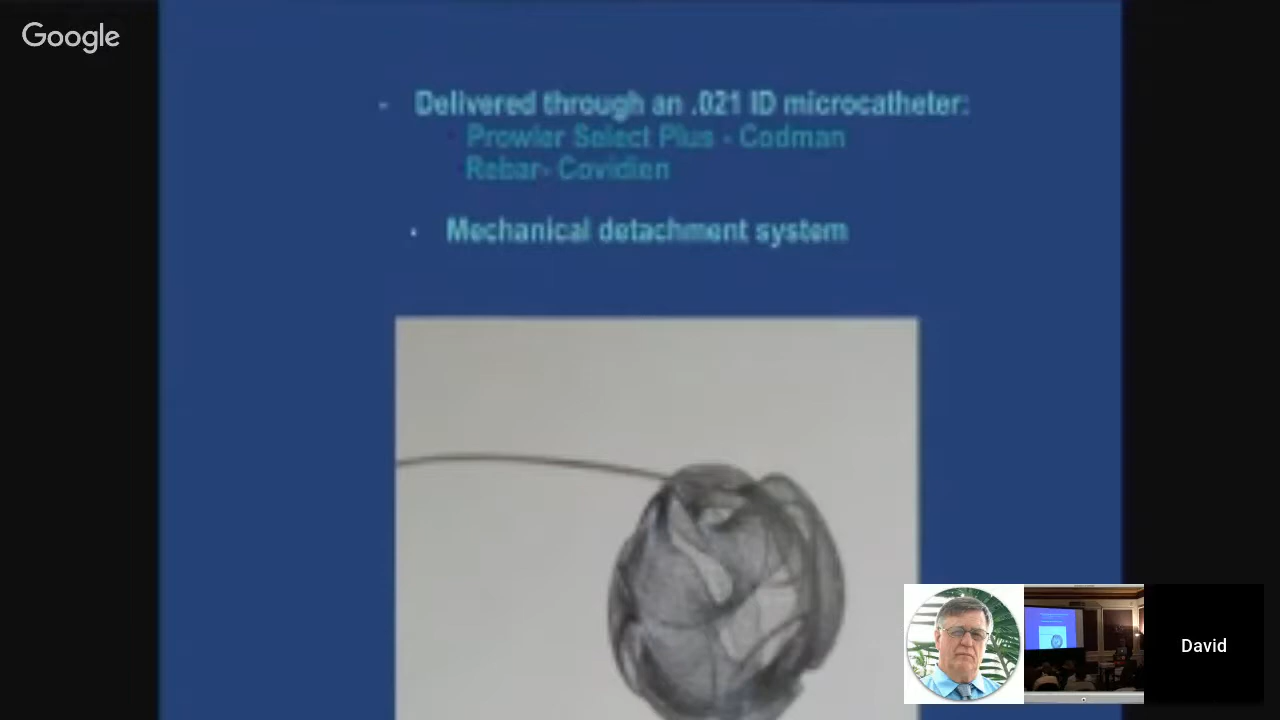 Google
- Delivered through an .021 ID microcatheter:
Prowler Select Plus - Codman
Rebar- Covidien
· Mechanical detachment system
David